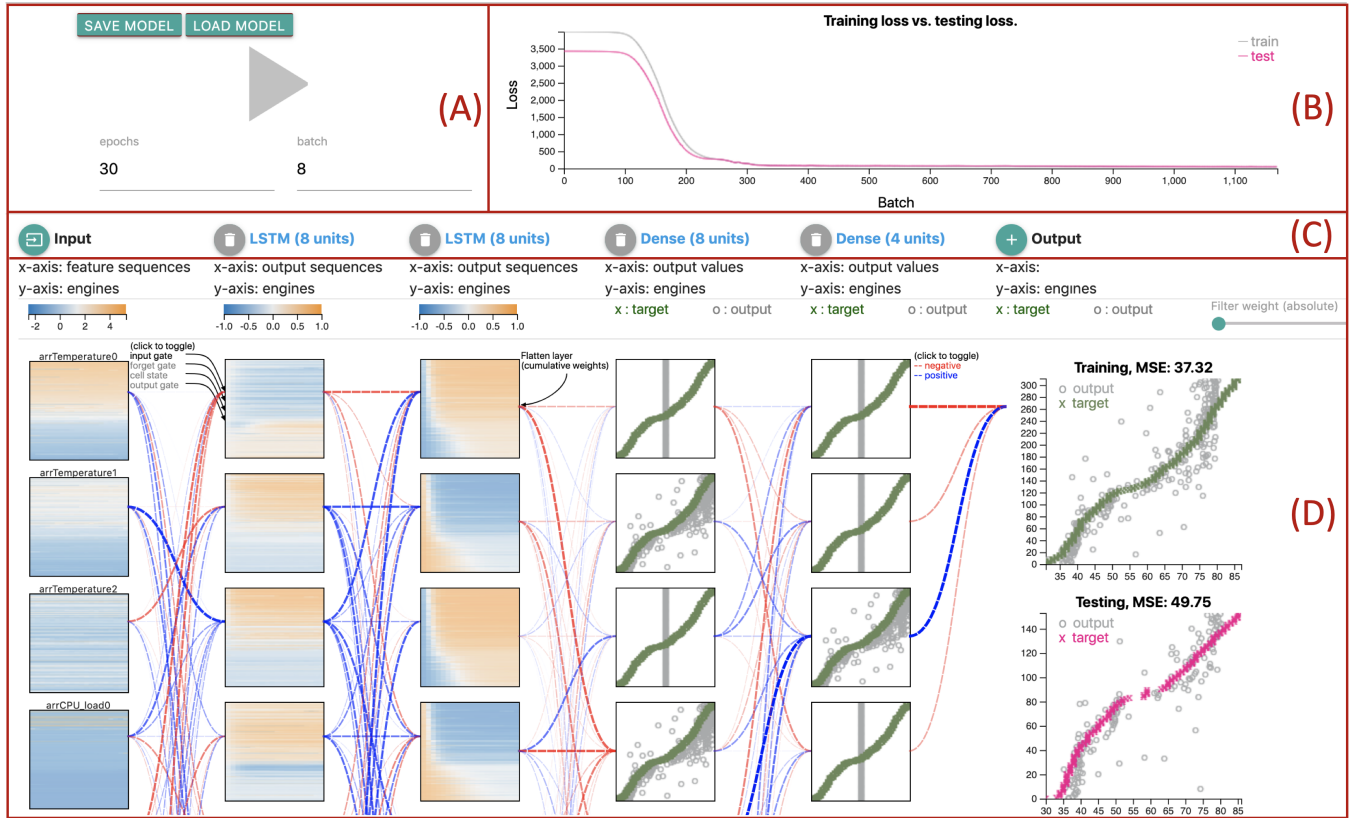 SAVE MODEL LOAD MODEL
(A)
epochs batch
30 8
Training loss vs. testing loss.
train
test
Loss
3,500
3,000
2,500
2,000
1,500
1,000
500
0
0 100 200 300 400 500 600 700 800 900 1,000 1,100
Batch
(B)
Input LSTM (8 units) LSTM (8 units) Dense (8 units) Dense (4 units) + Output
(C)
x-axis: feature sequences x-axis: output sequences x-axis: output sequences x-axis: output values x-axis: output values x-axis:
y-axis: engines y-axis: engines y-axis: engines y-axis: engines y-axis: engines y-axis: engines
x : target o : output x : target o : output x : target o : output
Filter weight (absolute)
-2 0 2 4 -1.0 -0.5 0.0 0.5 1.0 -1.0 -0.5 0.0 0.5 1.0
arrTemperature0
(click to toggle)
input gate
forget gate
cell state
output gate
Flatten layer
(cumulative weights)
(click to toggle)
negative
positive
arrTemperature1
arrTemperature2
arrCPU_load0
Training, MSE: 37.32
o output
x target
300
280
260
240
220
200
180
160
140
120
100
80
60
40
20
0
35 40 45 50 55 60 65 70 75 80 85
(D)
Testing, MSE: 49.75
o output
x target
140
120
100
80
60
40
20
0
30 35 40 45 50 55 60 65 70 75 80 85